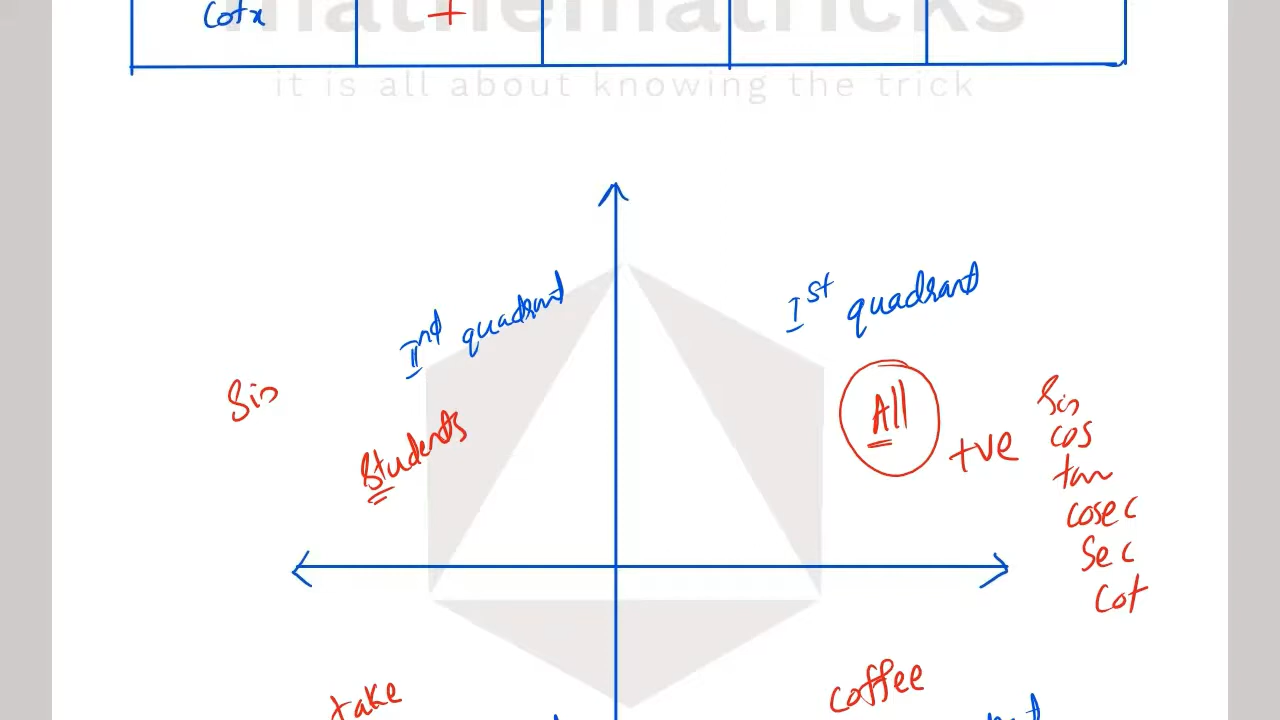 Cotx +
mathematricks
it is all about knowing the trick
IInd quadrant
Ist quadrant
Sin
Students
All
+ve
Sin
cos
tan
cosec
Sec
Cot
take
coffee